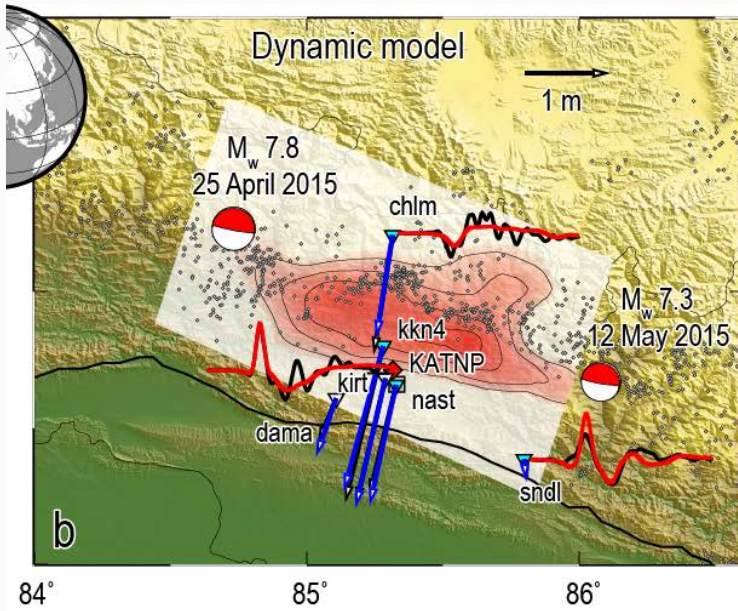 Dynamic model
1 m
Mw 7.8
25 April 2015
chlm
Mw 7.3
12 May 2015
kkn4
KATNP
kirt
nast
dama
sndl
b
84°
85°
86°